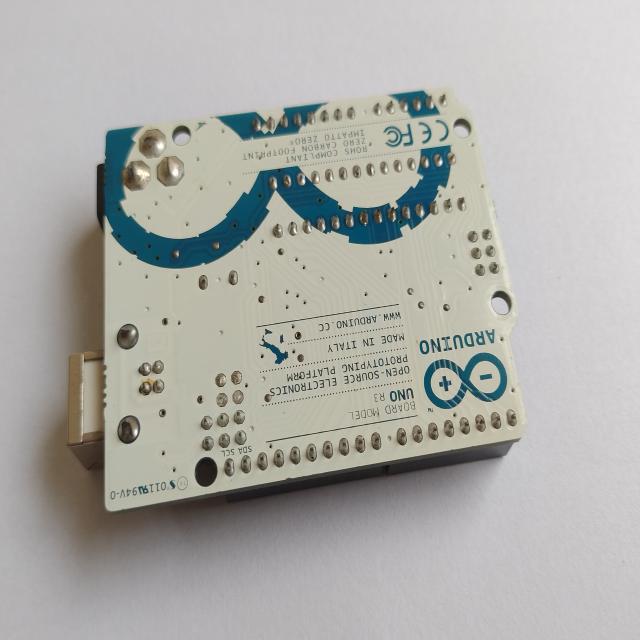 ARDUINO
BOARD MODEL
UNO R3
OPEN-SOURCE ELECTRONICS
PROTOTYPING PLATFORM
MADE IN ITALY
WWW.ARDUINO.CC
SDA SCL
94V-0
ROHS COMPLIANT
ZERO CARBON FOOTPRINT
IMPATTO ZERO®
CE FC